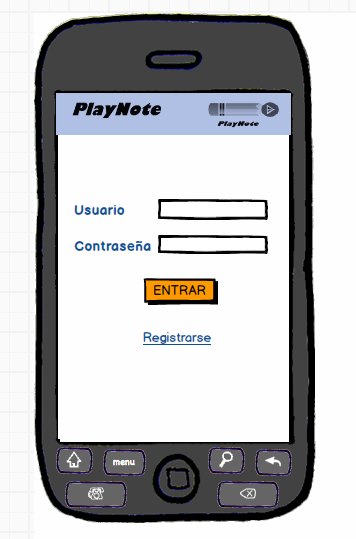 PlayNote
PlayNote
Usuario
Contraseña
ENTRAR
Registrarse
menu